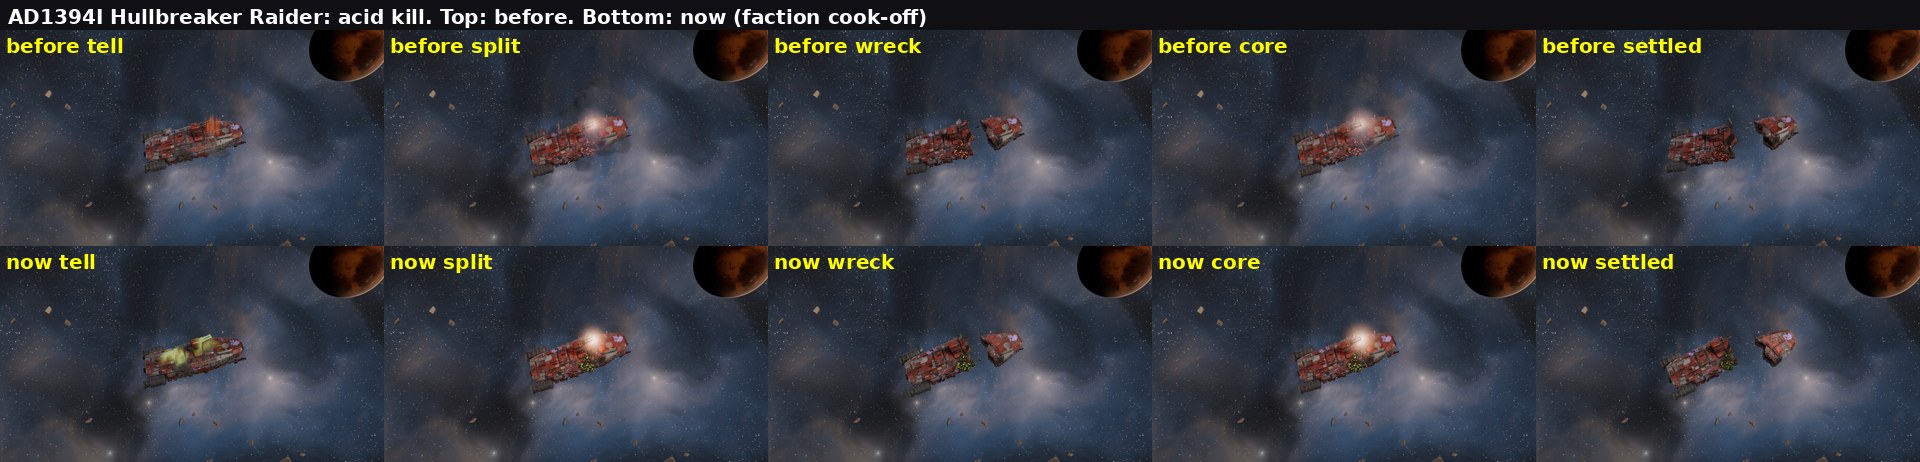 AD1394I Hullbreaker Raider: acid kill. Top: before. Bottom: now (faction cook-off)
before tell
before split
before wreck
before core
before settled
now tell
now split
now wreck
now core
now settled